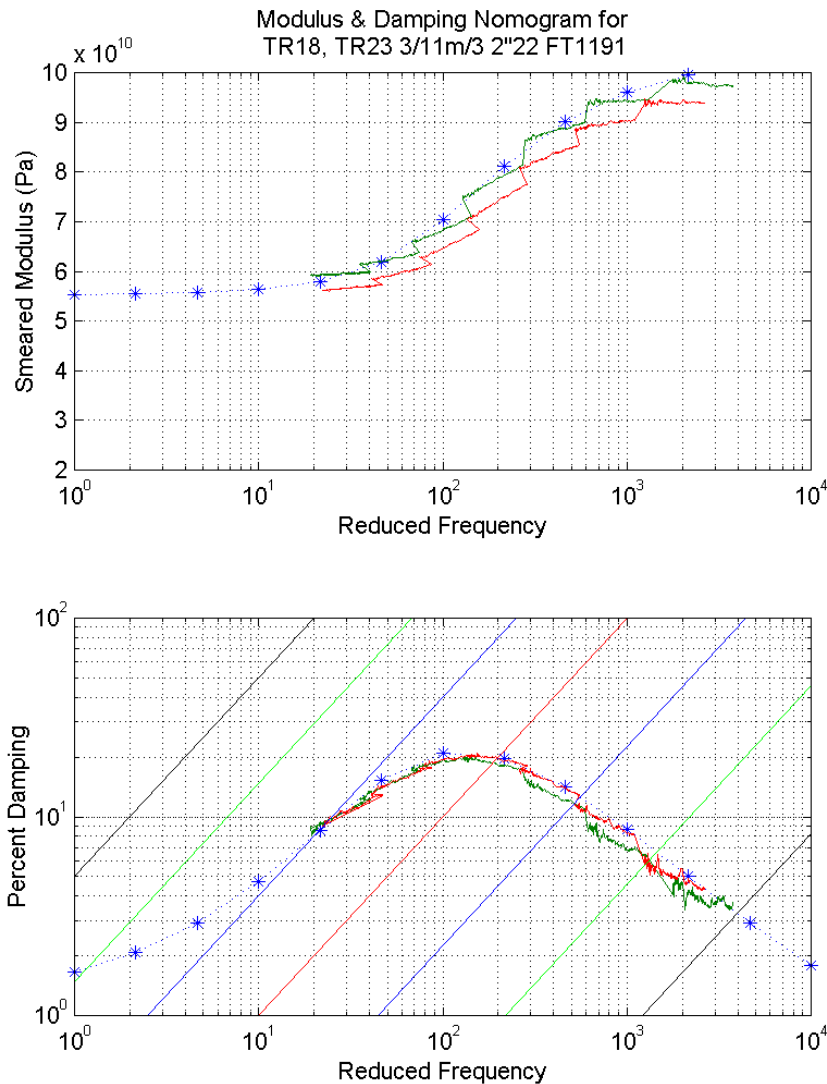 Modulus & Damping Nomogram for
TR18, TR23 3/11m/3 2"22 FT1191
x 10^10
10
9
8
7
6
5
4
3
2
Smeared Modulus (Pa)
10^0 10^1 10^2 10^3 10^4
Reduced Frequency
10^2
10^1
10^0
Percent Damping
10^0 10^1 10^2 10^3 10^4
Reduced Frequency